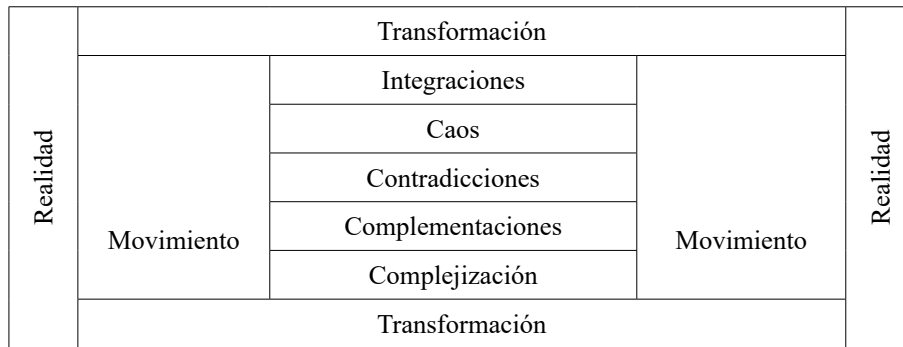 Realidad
Transformación
Integraciones
Caos
Contradicciones
Complementaciones
Movimiento
Movimiento
Complejización
Transformación
Realidad